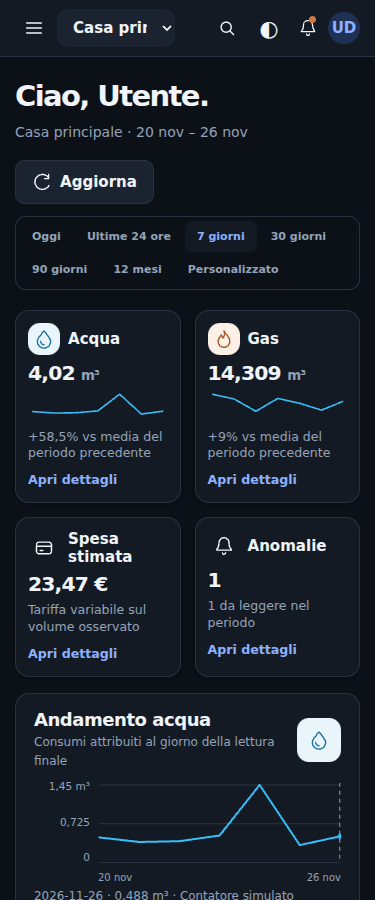 Casa prin
UD
Ciao, Utente.
Casa principale · 20 nov – 26 nov
Aggiorna
Oggi Ultime 24 ore 7 giorni 30 giorni
90 giorni 12 mesi Personalizzato
Acqua
4,02 m³
+58,5% vs media del
periodo precedente
Apri dettagli
Gas
14,309 m³
+9% vs media del
periodo precedente
Apri dettagli
Spesa
stimata
23,47 €
Tariffa variabile sul
volume osservato
Apri dettagli
Anomalie
1
1 da leggere nel
periodo
Apri dettagli
Andamento acqua
Consumi attribuiti al giorno della lettura
finale
1,45 m³
0,725
0
20 nov 26 nov
2026-11-26 · 0,488 m³ · Contatore simulato